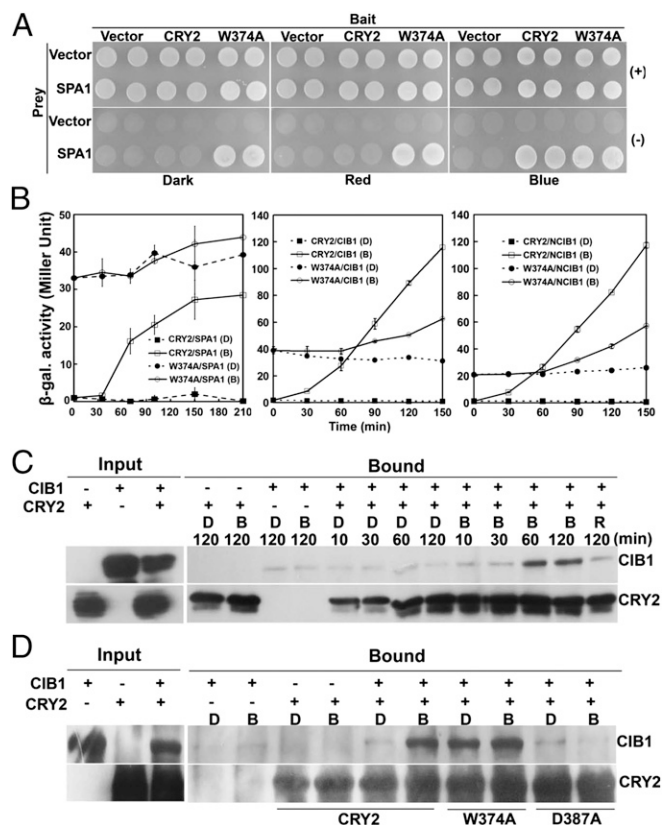 A
Bait
Vector CRY2 W374A Vector CRY2 W374A Vector CRY2 W374A
Prey
Vector
SPA1
(+)
Vector
SPA1
(-)
Dark Red Blue
B
β-gal. activity (Miller Unit)
50
40
30
20
10
0
CRY2/SPA1 (D)
CRY2/SPA1 (B)
W374A/SPA1 (D)
W374A/SPA1 (B)
0 30 60 90 120 150 180 210
140
120
100
80
60
40
20
0
CRY2/CIB1 (D)
CRY2/CIB1 (B)
W374A/CIB1 (D)
W374A/CIB1 (B)
0 30 60 90 120 150
140
120
100
80
60
40
20
0
CRY2/NCIB1 (D)
CRY2/NCIB1 (B)
W374A/NCIB1 (D)
W374A/NCIB1 (B)
0 30 60 90 120 150
Time (min)
C
Input Bound
CIB1 - + + - - + + + + + + + + + + +
CRY2 + - + + + - - + + + + + + + + +
D B D B D D D D B B B B R
120 120 120 120 10 30 60 120 10 30 60 120 120 (min)
CIB1
CRY2
D
Input Bound
CIB1 + - + + + - - + + + + + +
CRY2 - + + - - + + + + + + + +
D B D B D B D B D B
CIB1
CRY2
CRY2 W374A D387A